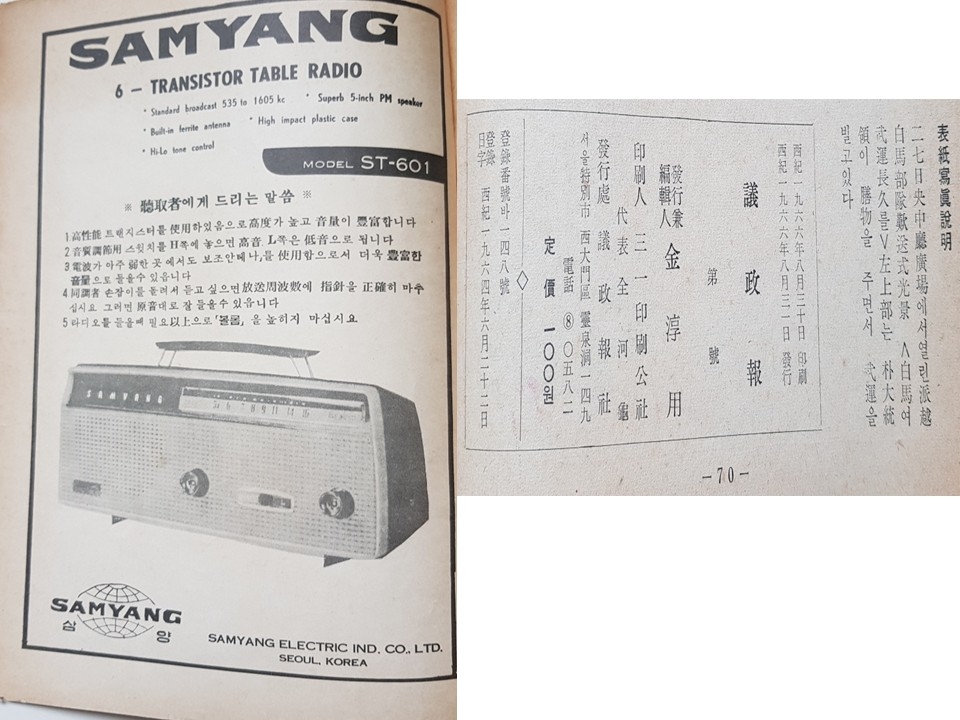 SAMYANG
6 - TRANSISTOR TABLE RADIO
• Standard broadcast 535 to 1605 kc • Superb 5-inch PM speaker
• Built-in ferrite antenna • High impact plastic case
• Hi-Lo tone control
MODEL ST-601
※ 聽取者에게 드리는 말씀 ※
1 高性能 트랜지스터를 使用하였음으로 高度가 높고 音量이 豊富합니다
2 音質調節用 스윗치를 H쪽에 놓으면 高音 L쪽은 低音으로 됩니다
3 電波가 아주 弱한 곳에서도 보조안테나를 使用함으로서 더욱 豊富한
音量으로 들을수 있읍니다
4 同調者 손잡이를 돌려서 듣고 싶으면 放送周波數에 指針을 正確히 마추
십시요 그러면 原音대로 잘 들을수 있읍니다
5 라디오를 들을때 必要以上으로 「볼륨」을 높히지 마십시요
SAMYANG
SAMYANG
삼 양
SAMYANG ELECTRIC IND. CO., LTD.
SEOUL, KOREA
表紙寫眞說明
二七日央中廳廣場에서열린派越
白馬部隊歡送式光景 ∧白馬여
武運長久를∨左上部는 朴大統
領이 膳物을 주면서 武運을
빌고있다
西紀一九六六年八月三十日 印刷
西紀一九六六年八月三一日 發行
議政報
第 號
發行兼
編輯人 金淳用
印刷人 三一印刷公社
代表 全河龜
發行處 議政報社
서울特別市 西大門區 靈泉洞一四九
電話 ⑧ 〇五八二
定價 一〇〇원
登錄番號바一四八號
登錄日字 西紀一九六四年六月二十二日
-70-